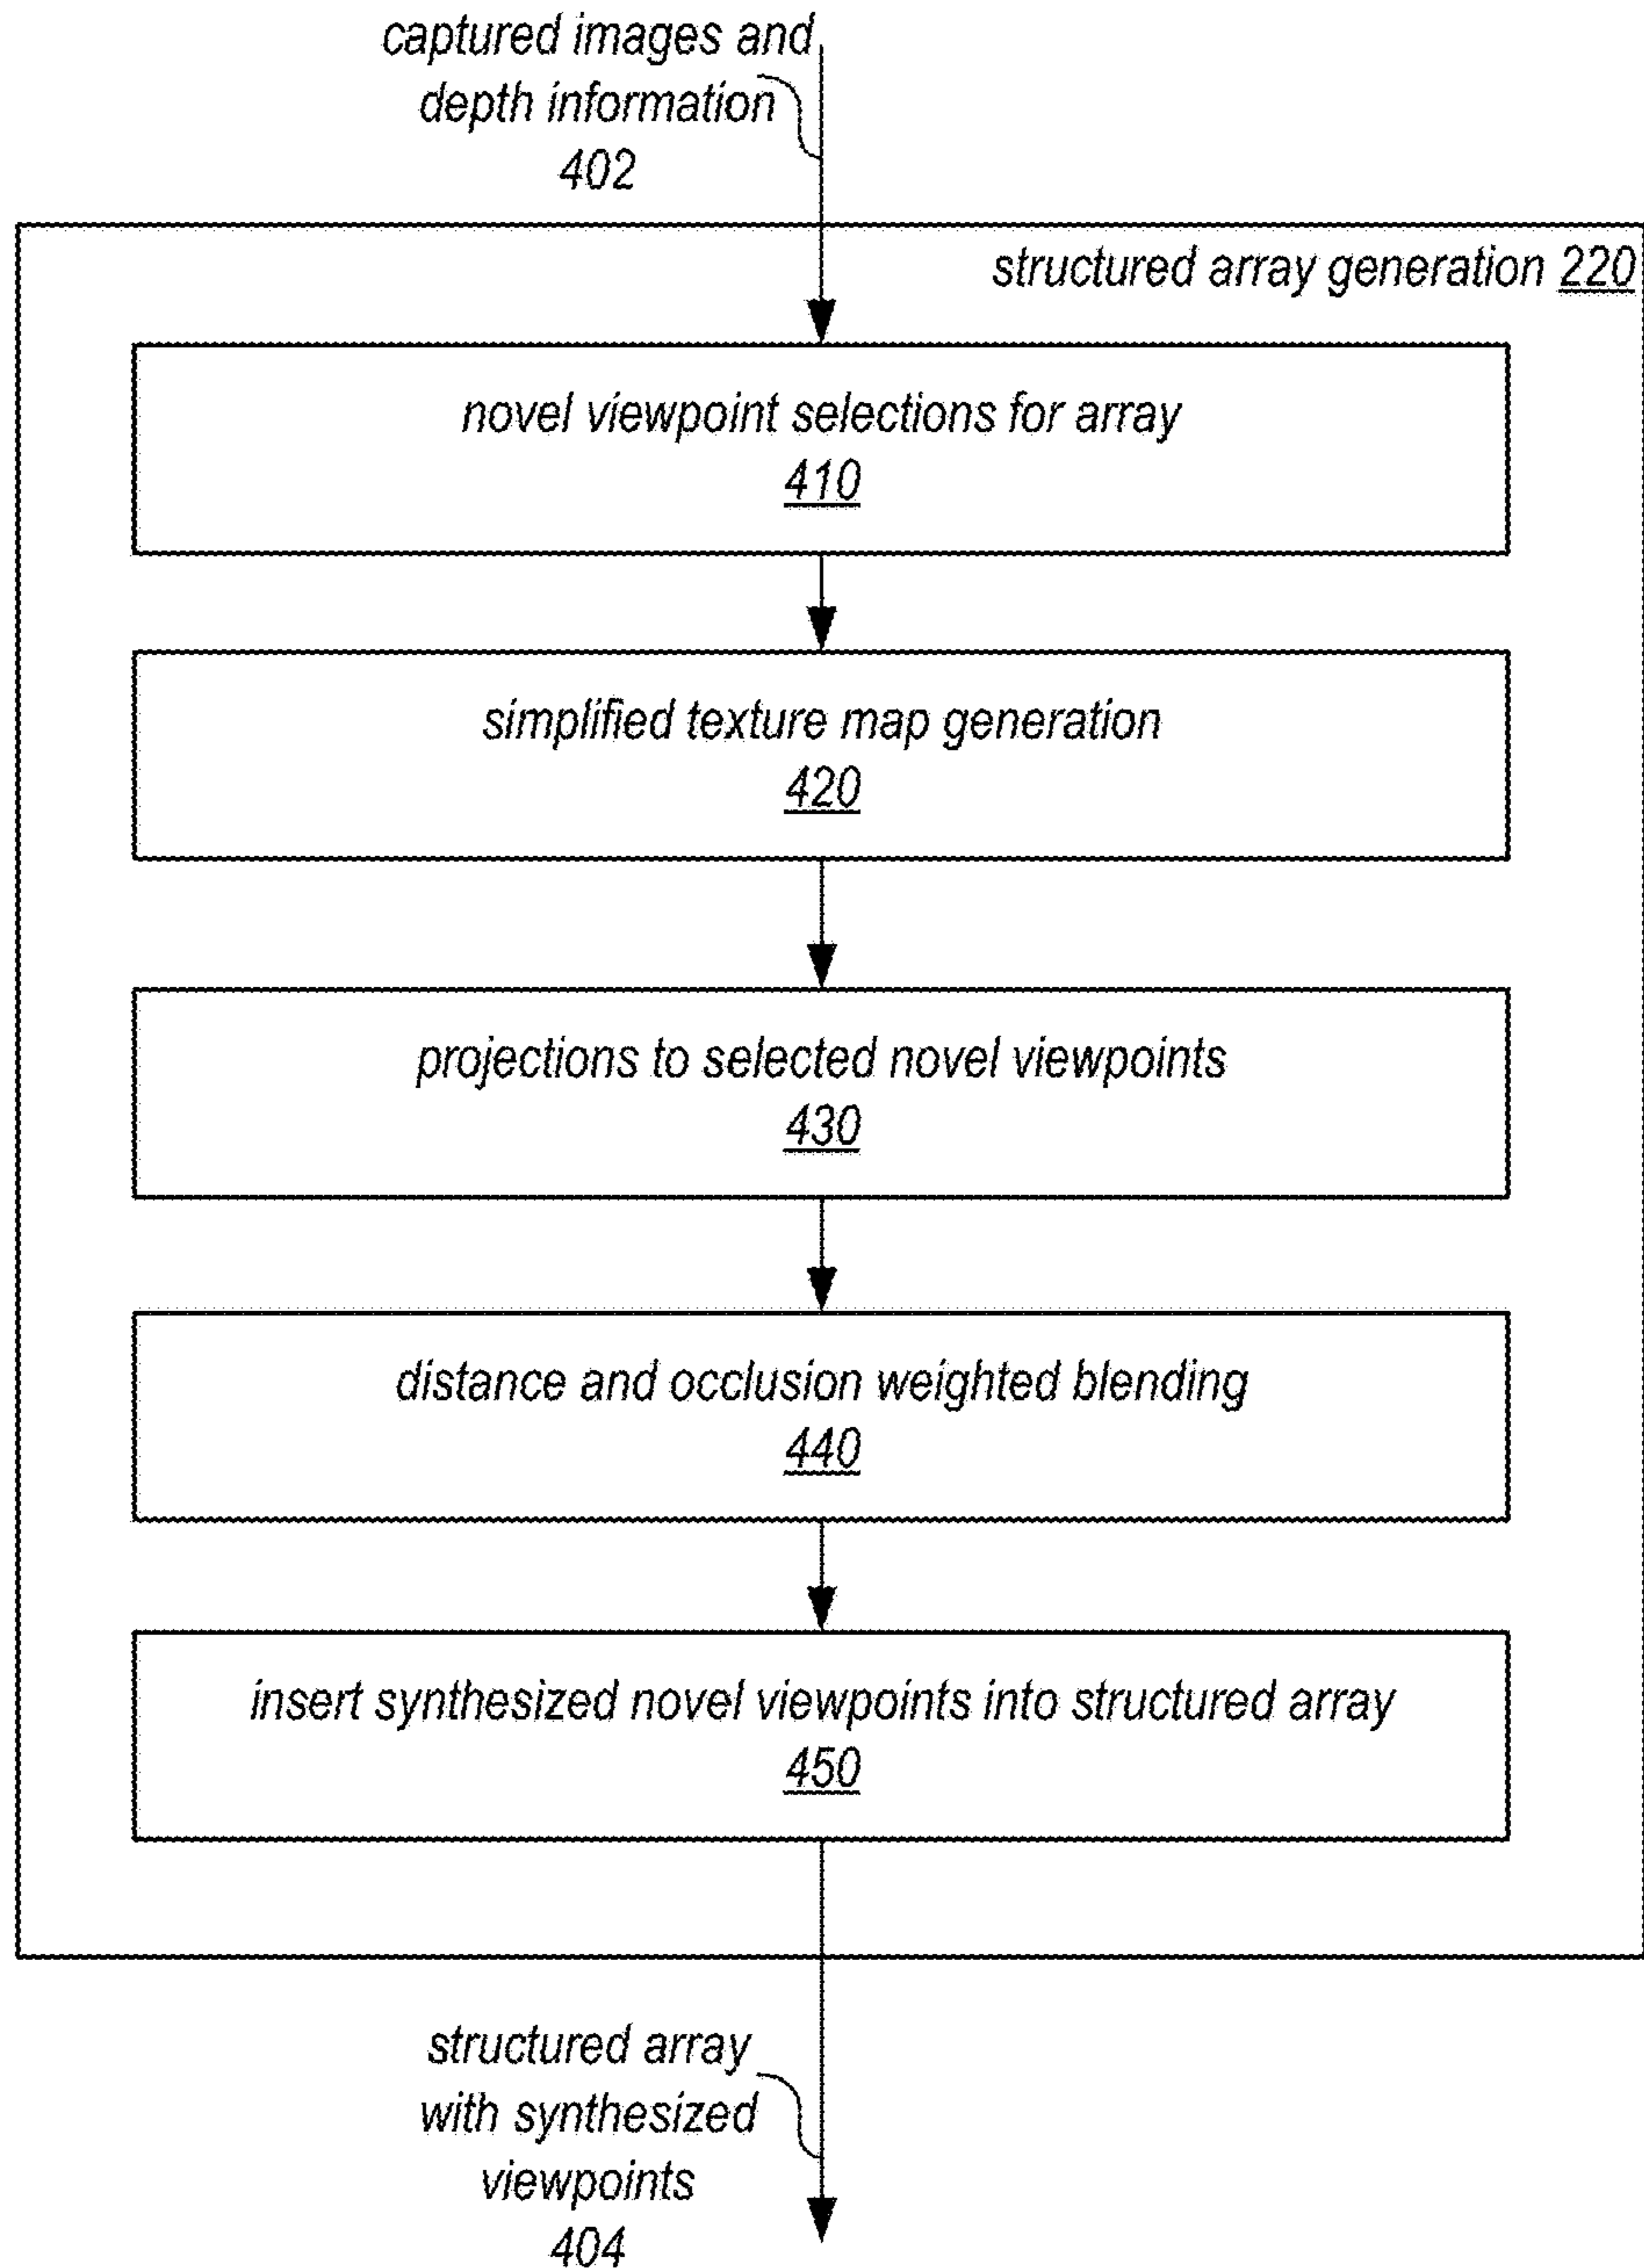 captured images and
depth information
402
structured array generation 220
novel viewpoint selections for array
410
simplified texture map generation
420
projections to selected novel viewpoints
430
distance and occlusion weighted blending
440
insert synthesized novel viewpoints into structured array
450
structured array
with synthesized
viewpoints
404